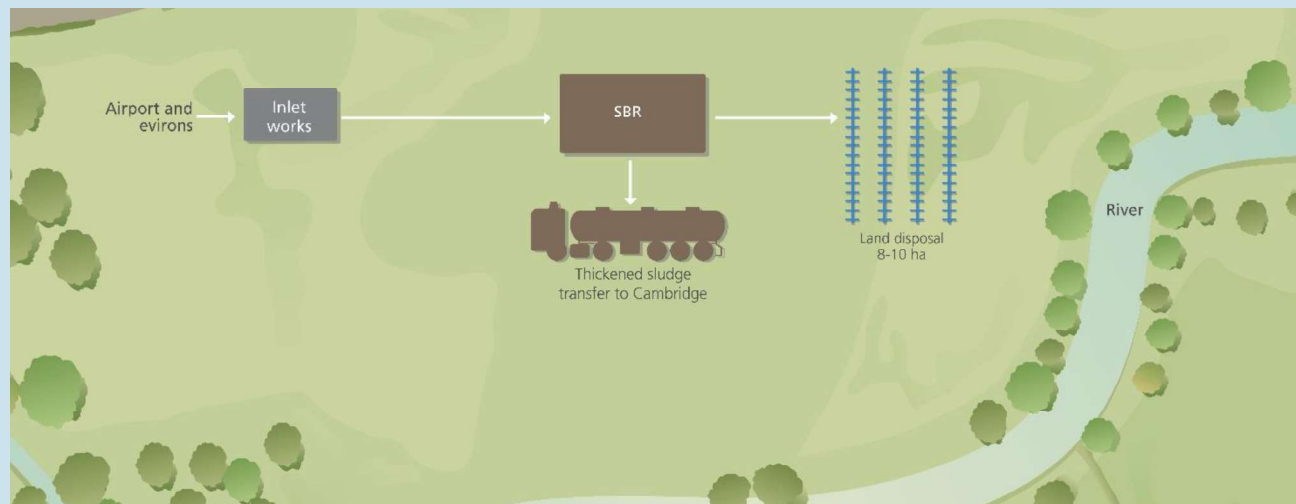 Airport and
evirons
Inlet
works
SBR
Thickened sludge
transfer to Cambridge
Land disposal
8-10 ha
River